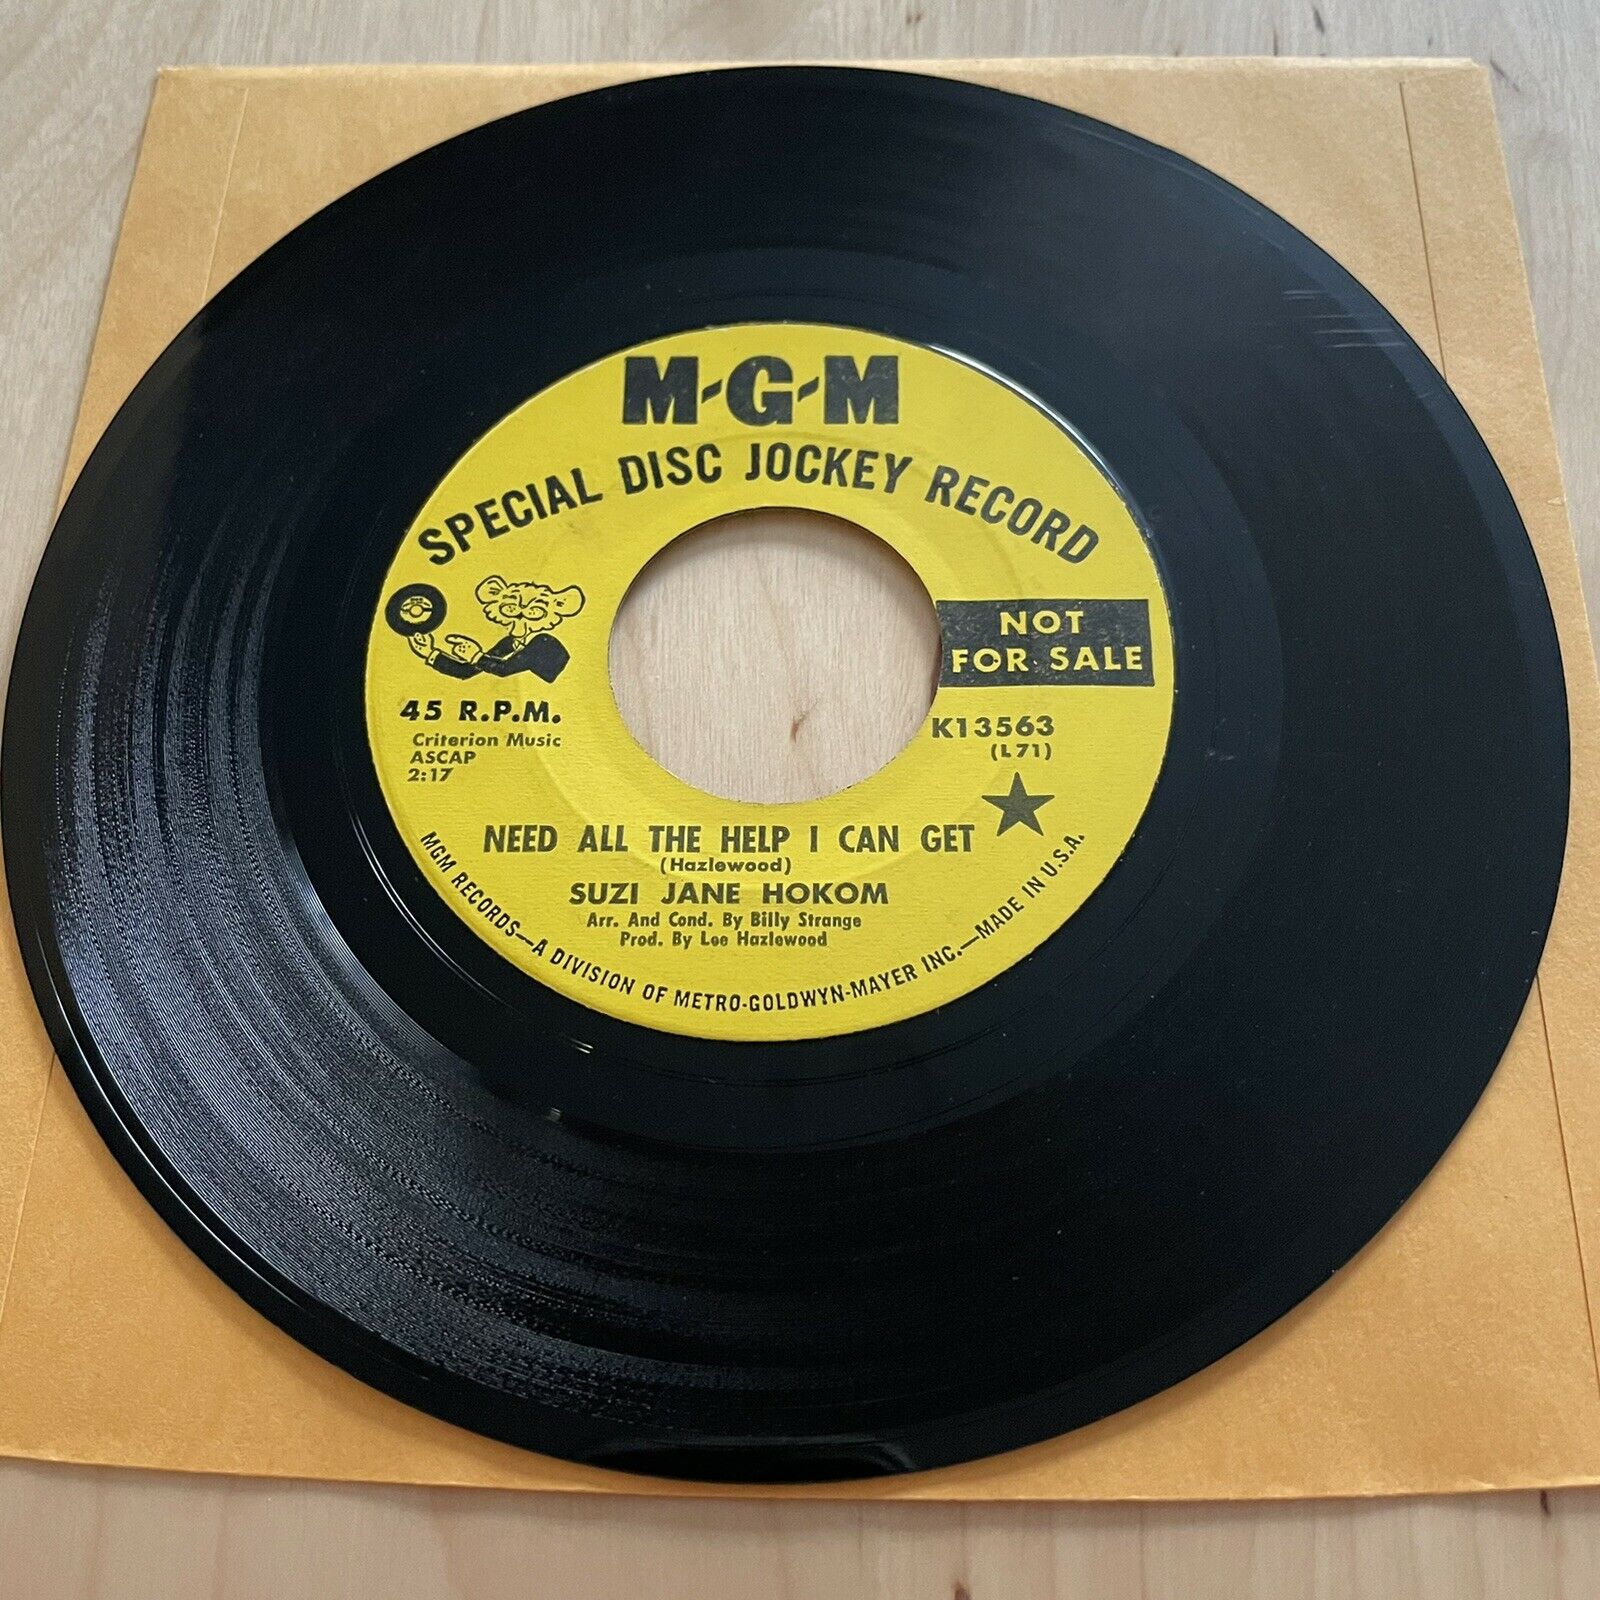 M-G-M
SPECIAL DISC JOCKEY RECORD
NOT
FOR SALE
45 R.P.M.
Criterion Music
ASCAP
2:17
K13563
(L71)
NEED ALL THE HELP I CAN GET
(Hazlewood)
SUZI JANE HOKOM
Arr. And Cond. By Billy Strange
Prod. By Lee Hazlewood
MGM RECORDS—A DIVISION OF METRO-GOLDWYN-MAYER INC.—MADE IN U.S.A.